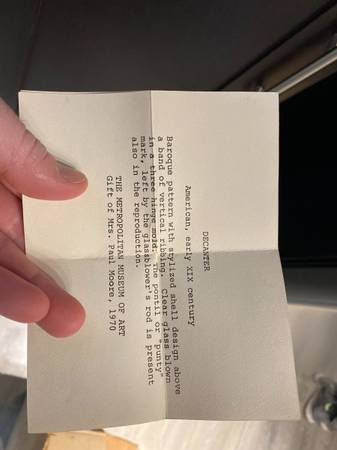 DECANTER
American, early XIX century
Baroque pattern with stylized shell design above
a band of vertical ribbing. Clear glass blown
in a three hinge mold. The pontil or "punty"
mark, left by the glassblower's rod is present
also in the reproduction.
THE METROPOLITAN MUSEUM OF ART
Gift of Mrs. Paul Moore, 1970